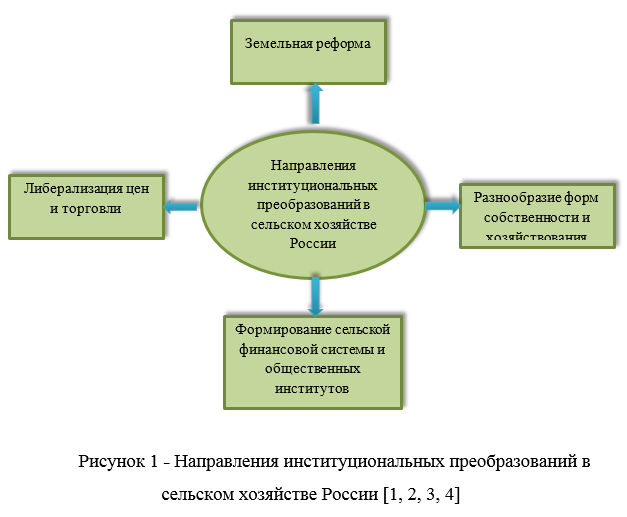 Земельная реформа
Направления
институциональных
преобразований в
сельском хозяйстве
России
Либерализация цен
и торговли
Разнообразие форм
собственности и
хозяйствования
Формирование сельской
финансовой системы и
общественных
институтов
Рисунок 1 - Направления институциональных преобразований в
сельском хозяйстве России [1, 2, 3, 4]